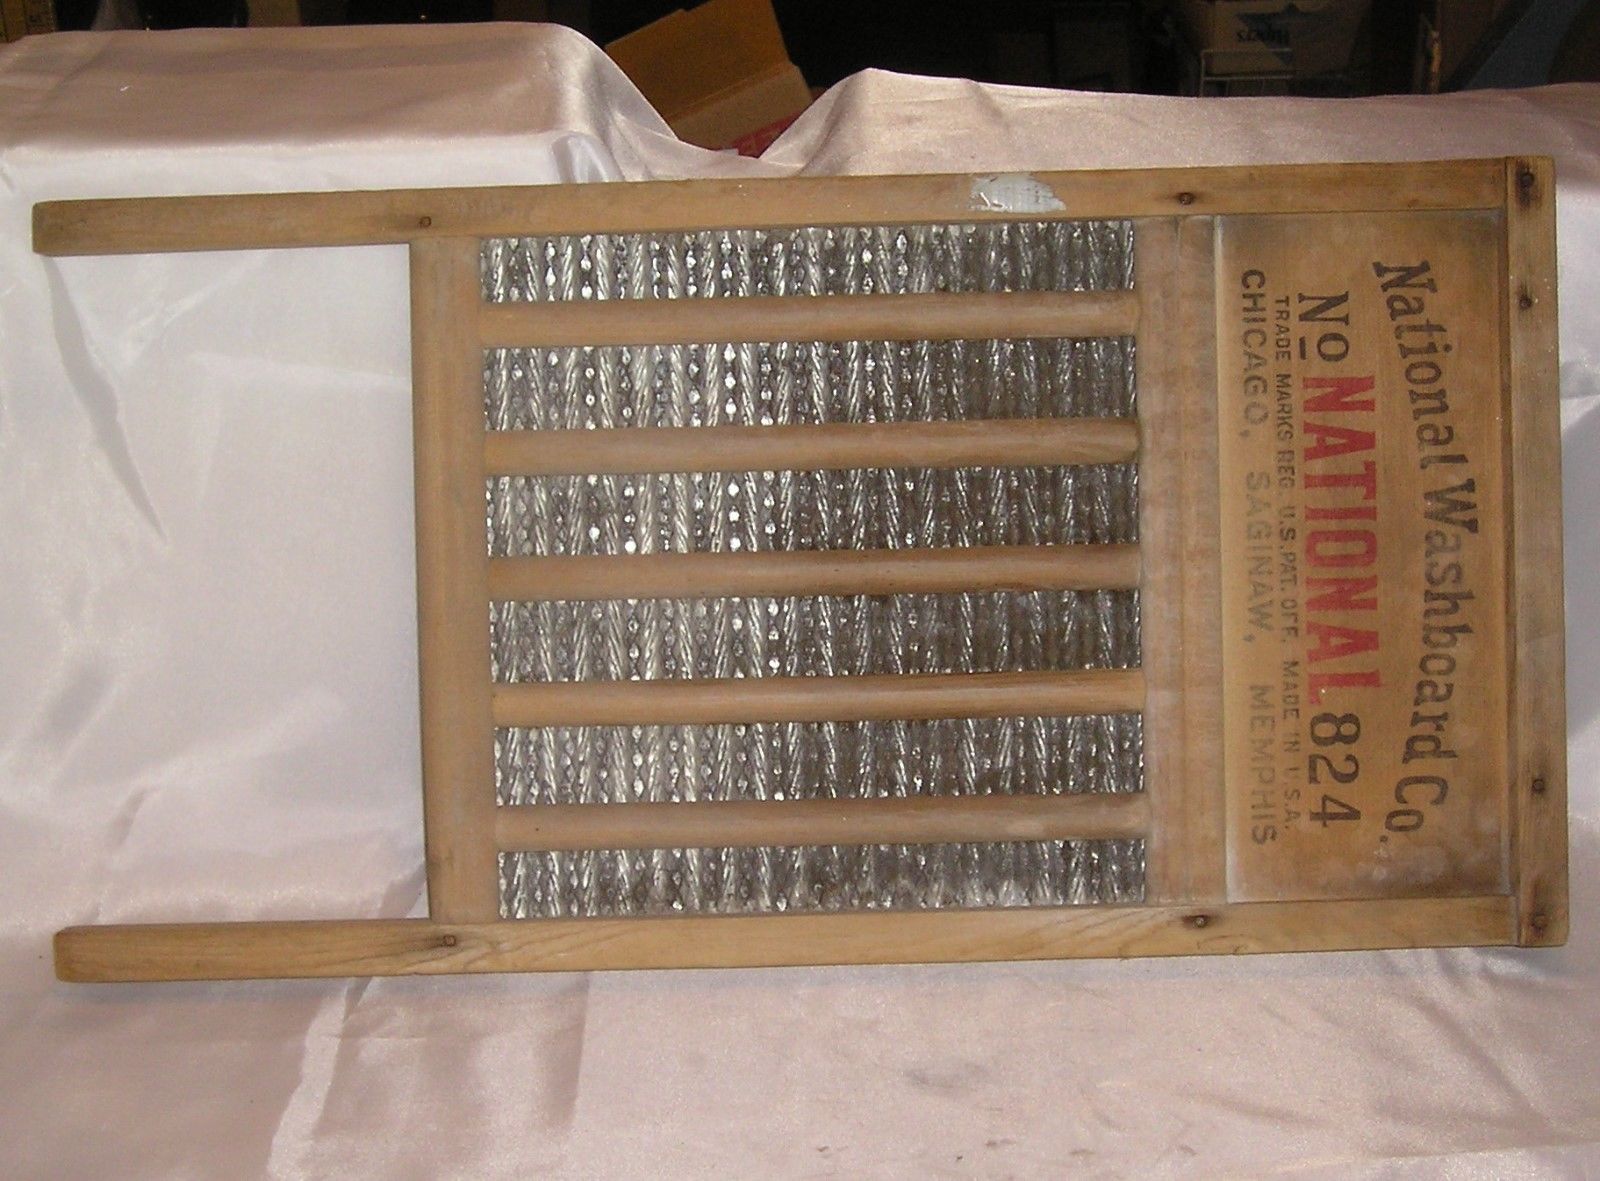 National Washboard Co.
No NATIONAL 824
TRADE MARKS REG. U.S. PAT. OFF. MADE IN U.S.A.
CHICAGO, SAGINAW, MEMPHIS